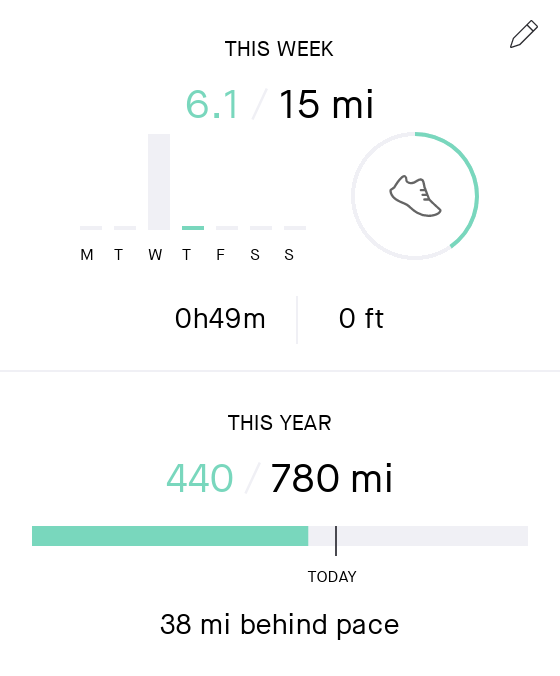 THIS WEEK
6.1 / 15 mi
M T W T F S S
0h49m 0 ft
THIS YEAR
440 / 780 mi
TODAY
38 mi behind pace